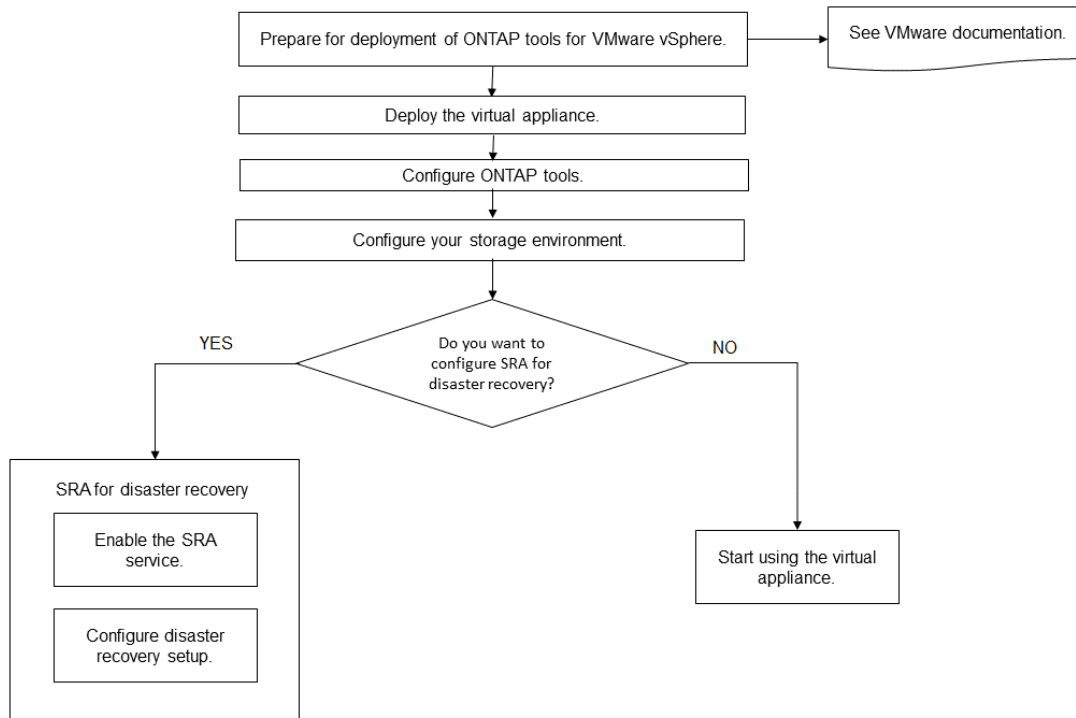 Prepare for deployment of ONTAP tools for VMware vSphere.
See VMware documentation.
Deploy the virtual appliance.
Configure ONTAP tools.
Configure your storage environment.
Do you want to
configure SRA for
disaster recovery?
YES
NO
SRA for disaster recovery
Enable the SRA
service.
Configure disaster
recovery setup.
Start using the virtual
appliance.